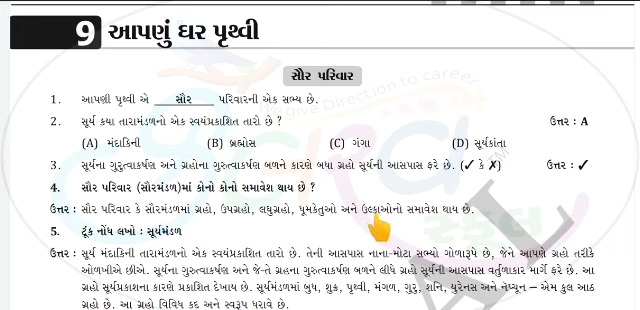 9 આપણું ઘર પૃથ્વી
સૌર પરિવાર
1. આપણી પૃથ્વી એ સૌર પરિવારની એક સભ્ય છે.
2. સૂર્ય કયા તારામંડળનો એક સ્વયંપ્રકાશિત તારો છે ? ઉત્તર : A
(A) મંદાકિની (B) બ્રહ્મોસ (C) ગંગા (D) સૂર્યકાંતા
3. સૂર્યના ગુરુત્વાકર્ષણ અને ગ્રહોના ગુરુત્વાકર્ષણ બળને કારણે બધા ગ્રહો સૂર્યની આસપાસ ફરે છે. (✓ કે ✗) ઉત્તર : ✓
4. સૌર પરિવાર (સૌરમંડળ)માં કોનો કોનો સમાવેશ થાય છે ?
ઉત્તર : સૌર પરિવાર કે સૌરમંડળમાં ગ્રહો, ઉપગ્રહો, લઘુગ્રહો, ધૂમકેતુઓ અને ઉલ્કાઓનો સમાવેશ થાય છે.
5. ટૂંક નોંધ લખો : સૂર્યમંડળ
ઉત્તર : સૂર્ય મંદાકિની તારામંડળનો એક સ્વયંપ્રકાશિત તારો છે. તેની આસપાસ નાના-મોટા સભ્યો ગોળારૂપે છે, જેને આપણે ગ્રહો તરીકે
ઓળખીએ છીએ. સૂર્યના ગુરુત્વાકર્ષણ અને જે-તે ગ્રહના ગુરુત્વાકર્ષણ બળને લીધે ગ્રહો સૂર્યની આસપાસ વર્તુળાકાર માર્ગે ફરે છે. આ
ગ્રહો સૂર્યપ્રકાશના કારણે પ્રકાશિત દેખાય છે. સૂર્યમંડળમાં બુધ, શુક્ર, પૃથ્વી, મંગળ, ગુરુ, શનિ, યુરેનસ અને નેપ્ચૂન – એમ કુલ આઠ
ગ્રહો છે. આ ગ્રહો વિવિધ કદ અને સ્વરૂપ ધરાવે છે.
to give Direction to career